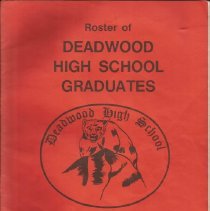 Roster of
DEADWOOD
HIGH SCHOOL
GRADUATES
Deadwood High School